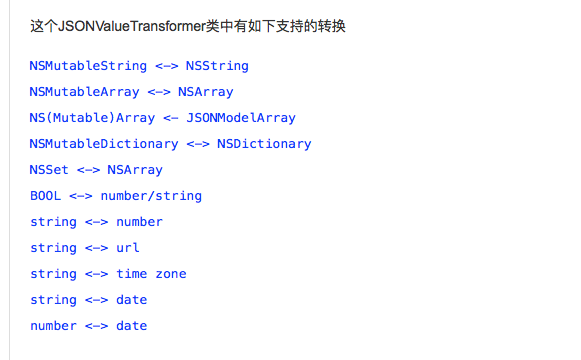 这个JSONValueTransformer类中有如下支持的转换
NSMutableString <-> NSString
NSMutableArray <-> NSArray
NS(Mutable)Array <- JSONModelArray
NSMutableDictionary <-> NSDictionary
NSSet <-> NSArray
BOOL <-> number/string
string <-> number
string <-> url
string <-> time zone
string <-> date
number <-> date